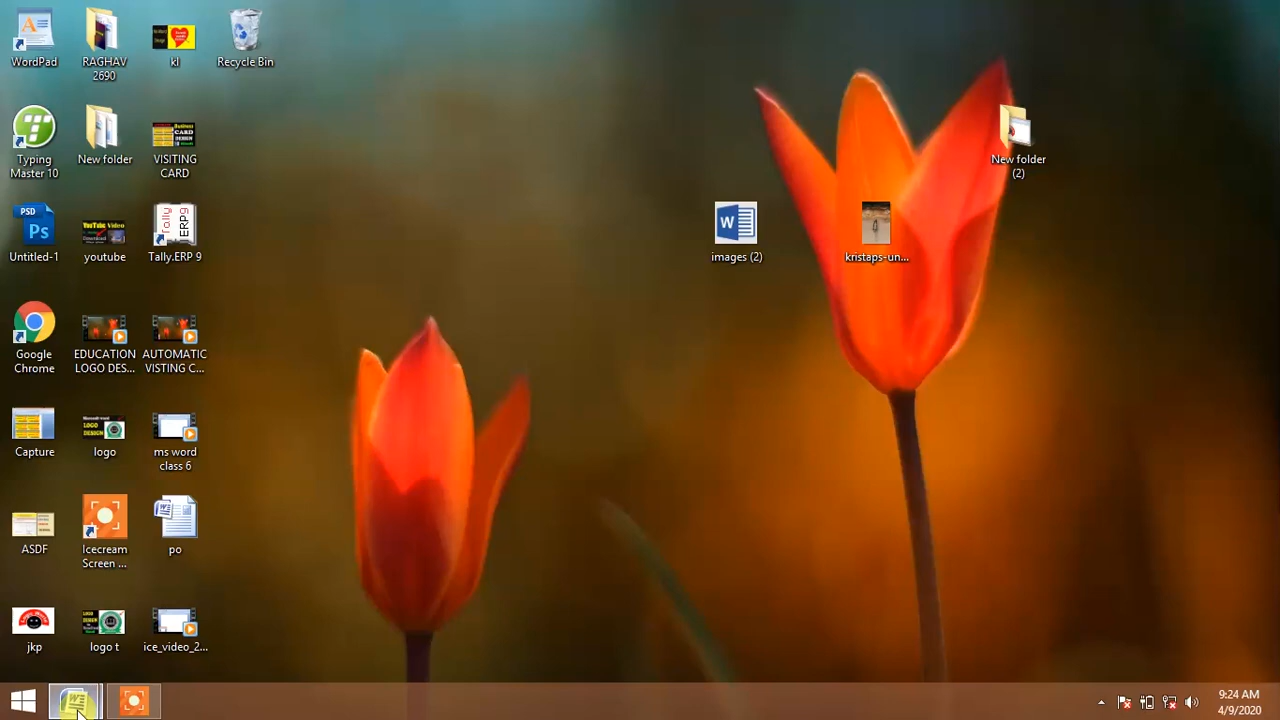 WordPad
RAGHAV
2690
kl
Recycle Bin
Typing
Master 10
New folder
VISITING
CARD
PSD
Ps
Untitled-1
youtube
Tally.ERP 9
Google
Chrome
EDUCATION
LOGO DES...
AUTOMATIC
VISTING C...
Capture
logo
ms word
class 6
ASDF
Icecream
Screen ...
po
jkp
logo t
ice_video_2...
images (2)
kristaps-un...
New folder
(2)
9:24 AM
4/9/2020